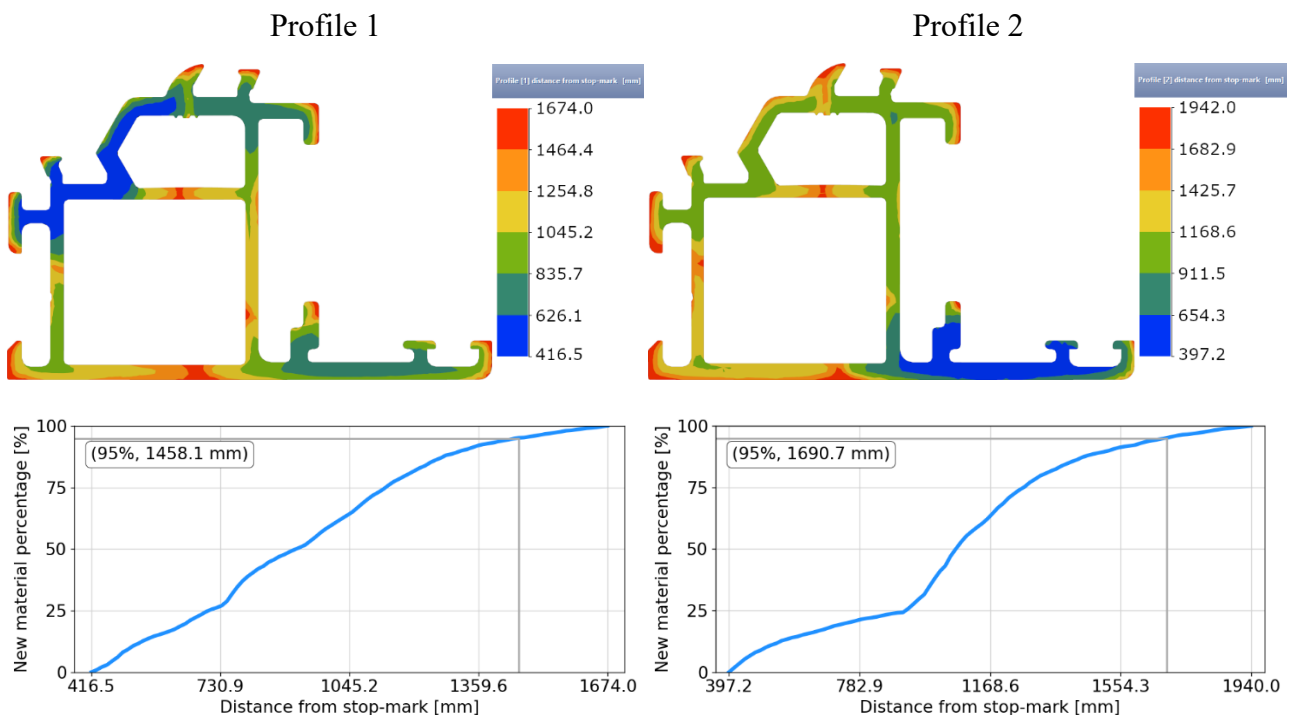 Profile 1
Profile 2
Profile [1] distance from stop-mark [mm]
1674.0
1464.4
1254.8
1045.2
835.7
626.1
416.5
Profile [2] distance from stop-mark [mm]
1942.0
1682.9
1425.7
1168.6
911.5
654.3
397.2
New material percentage [%]
100
75
50
25
0
(95%, 1458.1 mm)
416.5 730.9 1045.2 1359.6 1674.0
Distance from stop-mark [mm]
New material percentage [%]
100
75
50
25
0
(95%, 1690.7 mm)
397.2 782.9 1168.6 1554.3 1940.0
Distance from stop-mark [mm]